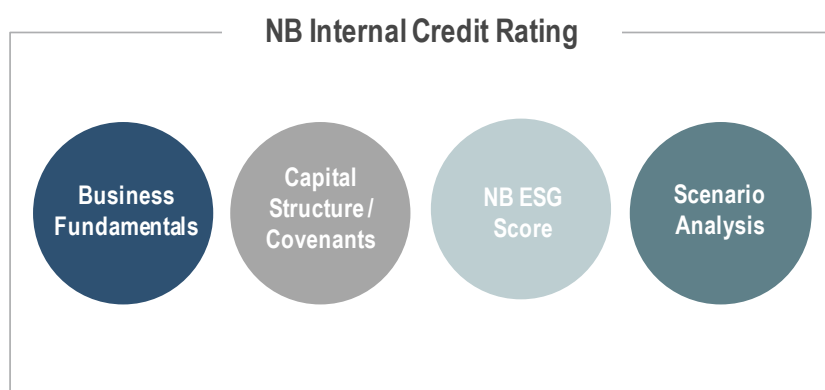 NB Internal Credit Rating
Business
Fundamentals
Capital
Structure /
Covenants
NB ESG
Score
Scenario
Analysis